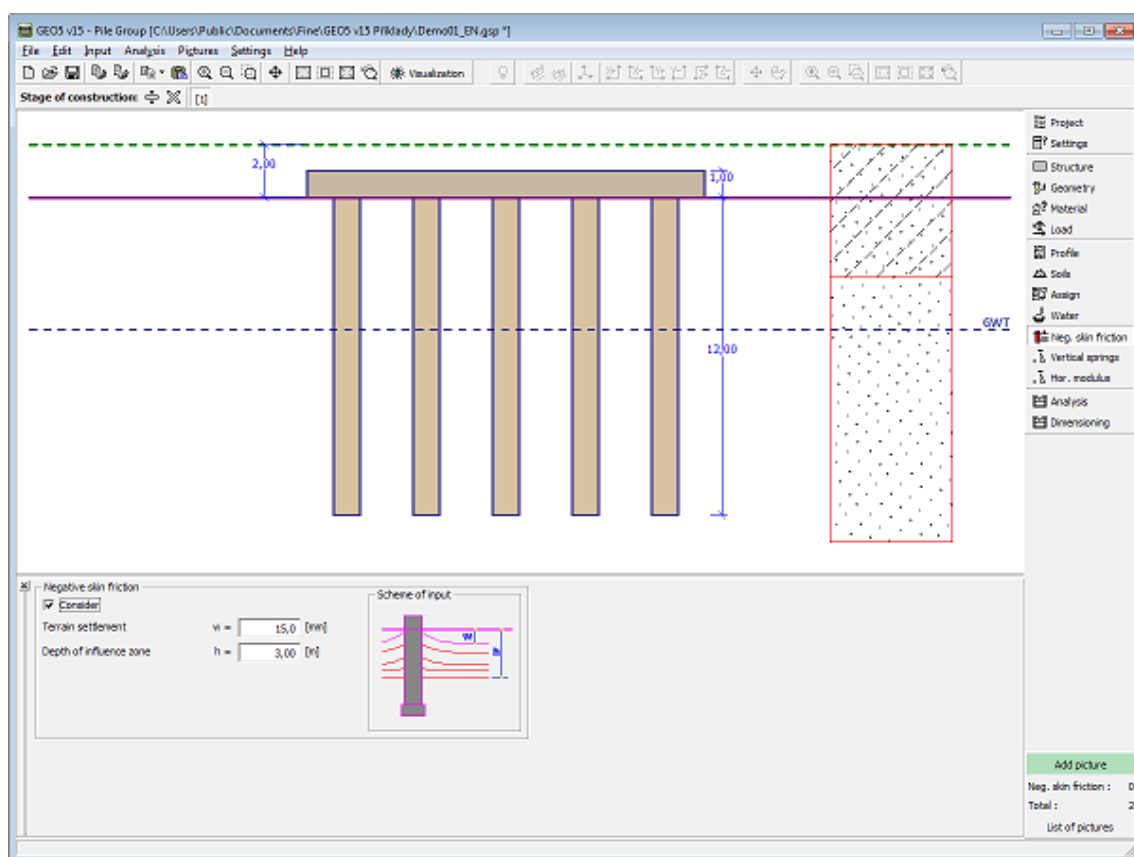 GEO5 v15 - Pile Group [C:\Users\Public\Documents\Fine\GEO5 v15 Příklady\Demo01_EN.gsp *]
File Edit Input Analysis Pictures Settings Help
Visualization
Stage of construction: [1]
2,00
1,00
GWT
12,00
Project
Settings
Structure
Geometry
Material
Load
Profile
Soils
Assign
Water
Neg. skin friction
Vertical springs
Hor. modulus
Analysis
Dimensioning
Negative skin friction
Consider
Terrain settlement w = 15,0 [mm]
Depth of influence zone h = 3,00 [m]
Scheme of input
w
h
Add picture
Neg. skin friction : 0
Total : 2
List of pictures